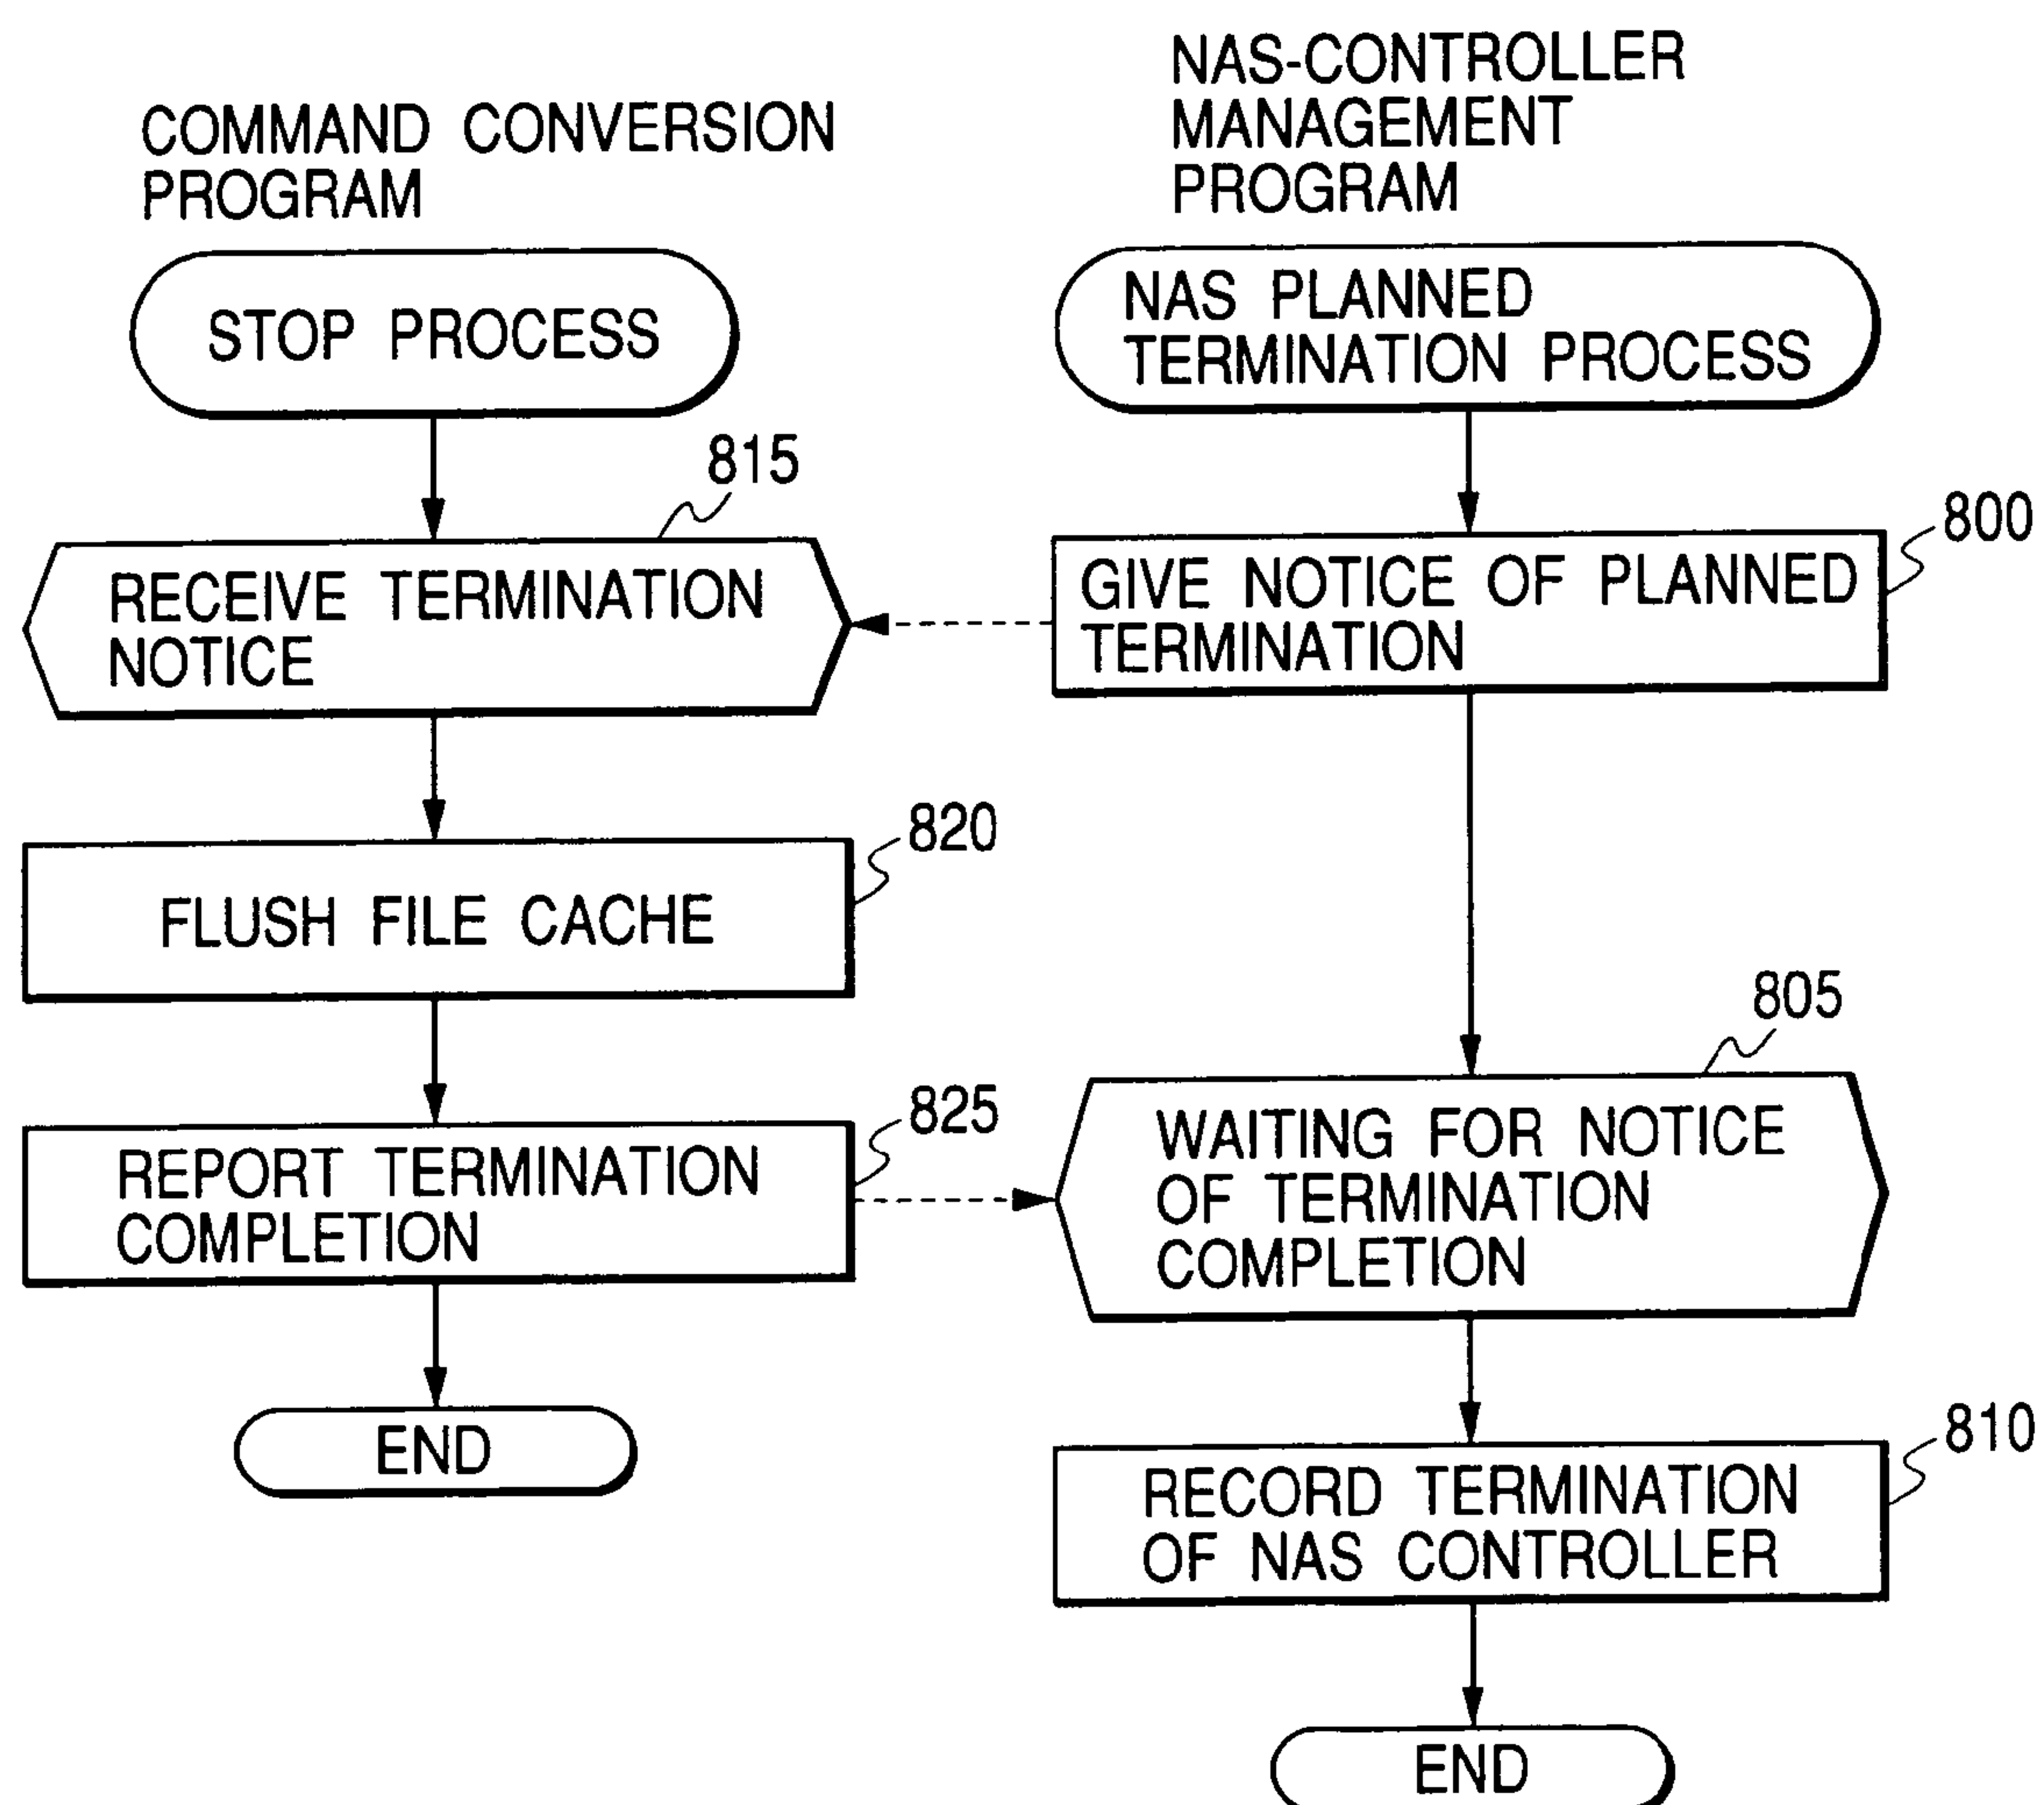 COMMAND CONVERSION
PROGRAM
STOP PROCESS
815
RECEIVE TERMINATION
NOTICE
820
FLUSH FILE CACHE
825
REPORT TERMINATION
COMPLETION
END
NAS-CONTROLLER
MANAGEMENT
PROGRAM
NAS PLANNED
TERMINATION PROCESS
800
GIVE NOTICE OF PLANNED
TERMINATION
805
WAITING FOR NOTICE
OF TERMINATION
COMPLETION
810
RECORD TERMINATION
OF NAS CONTROLLER
END